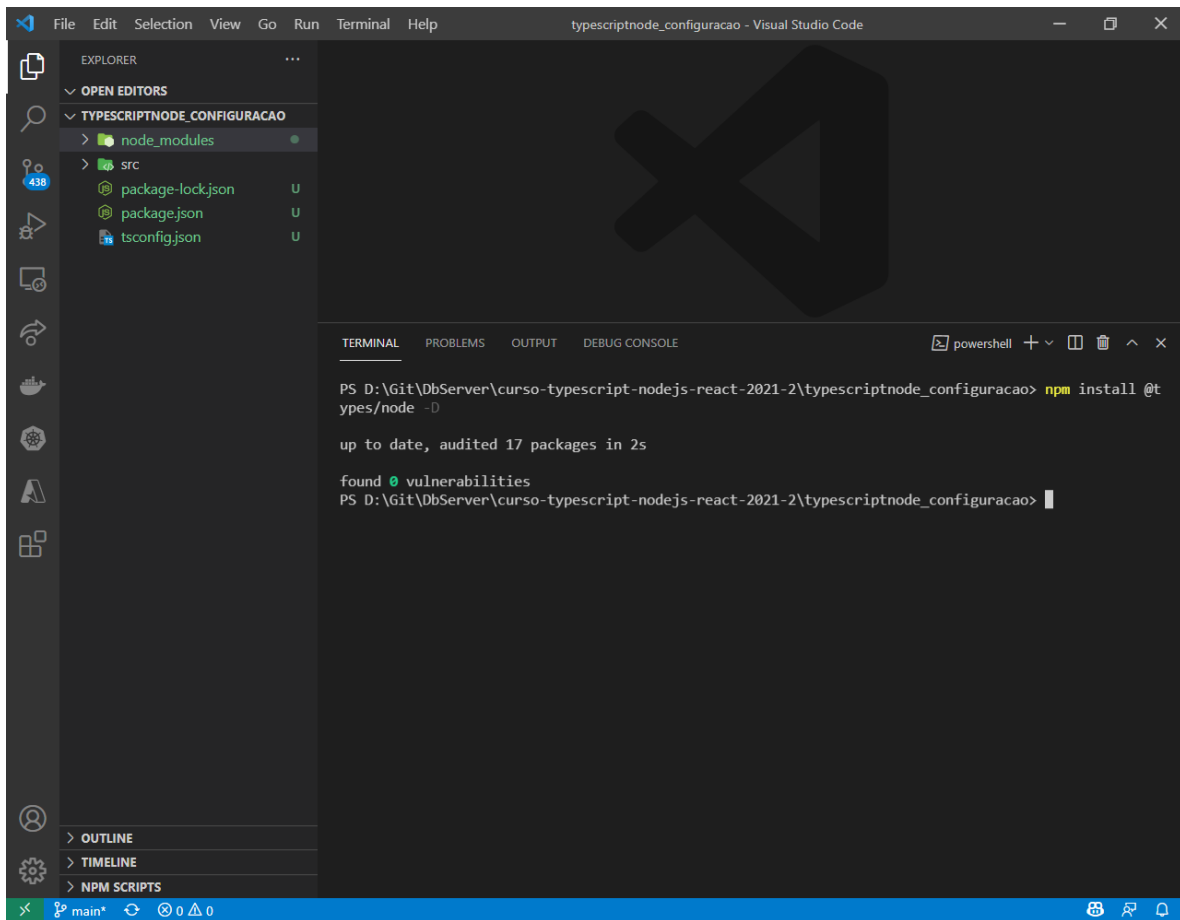 File Edit Selection View Go Run Terminal Help typescriptnode_configuracao - Visual Studio Code
EXPLORER
OPEN EDITORS
TYPESCRIPTNODE_CONFIGURACAO
node_modules
src
438
package-lock.json U
package.json U
tsconfig.json U
TERMINAL PROBLEMS OUTPUT DEBUG CONSOLE powershell
PS D:\Git\DbServer\curso-typescript-nodejs-react-2021-2\typescriptnode_configuracao> npm install @t
ypes/node -D
up to date, audited 17 packages in 2s
found 0 vulnerabilities
PS D:\Git\DbServer\curso-typescript-nodejs-react-2021-2\typescriptnode_configuracao>
OUTLINE
TIMELINE
NPM SCRIPTS
main* 0 0